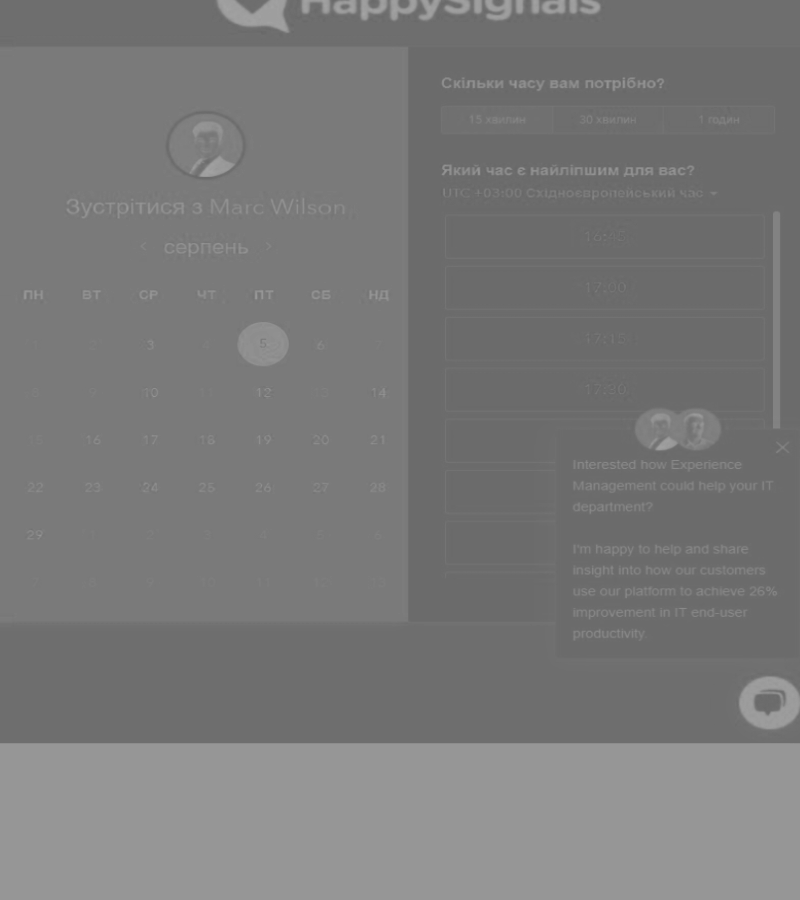 HappySignals
Зустрітися з Marc Wilson
серпень
ПН ВТ СР ЧТ ПТ СБ НД
1 2 3 4 5 6 7
8 9 10 11 12 13 14
15 16 17 18 19 20 21
22 23 24 25 26 27 28
29 1 2 3 4 5 6
7 8 9 10 11 12 13
Скільки часу вам потрібно?
15 хвилин 30 хвилин 1 годин
Який час є найліпшим для вас?
UTC +03:00 Східноєвропейський час
16:45
17:00
17:15
17:30
Interested how Experience
Management could help your IT
department?
I'm happy to help and share
insight into how our customers
use our platform to achieve 26%
improvement in IT end-user
productivity.